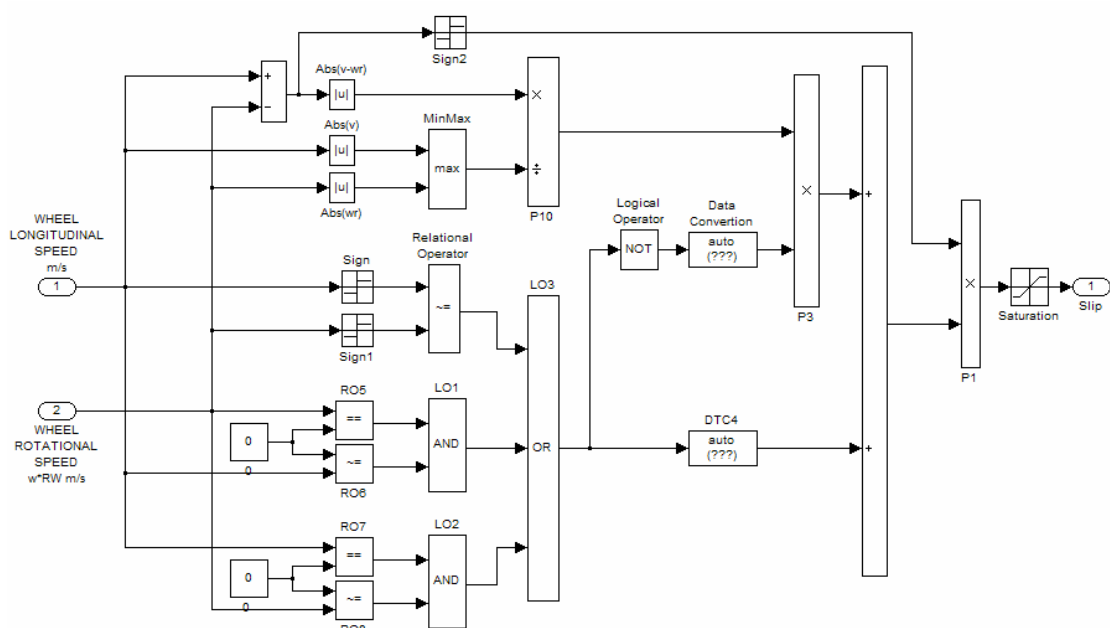 Sign2
+
−
Abs(v-wr)
|u|
×
Abs(v)
|u|
MinMax
max
÷
|u|
Abs(wr)
P10
×
+
Logical
Operator
NOT
Data
Convertion
auto
(???)
P3
WHEEL
LONGITUDINAL
SPEED
m/s
1
Sign
Relational
Operator
~=
Sign1
LO3
OR
×
P1
Saturation
1
Slip
2
WHEEL
ROTATIONAL
SPEED
w*RW m/s
RO5
==
0
0
~=
RO6
LO1
AND
DTC4
auto
(???)
+
RO7
==
0
0
~=
LO2
AND